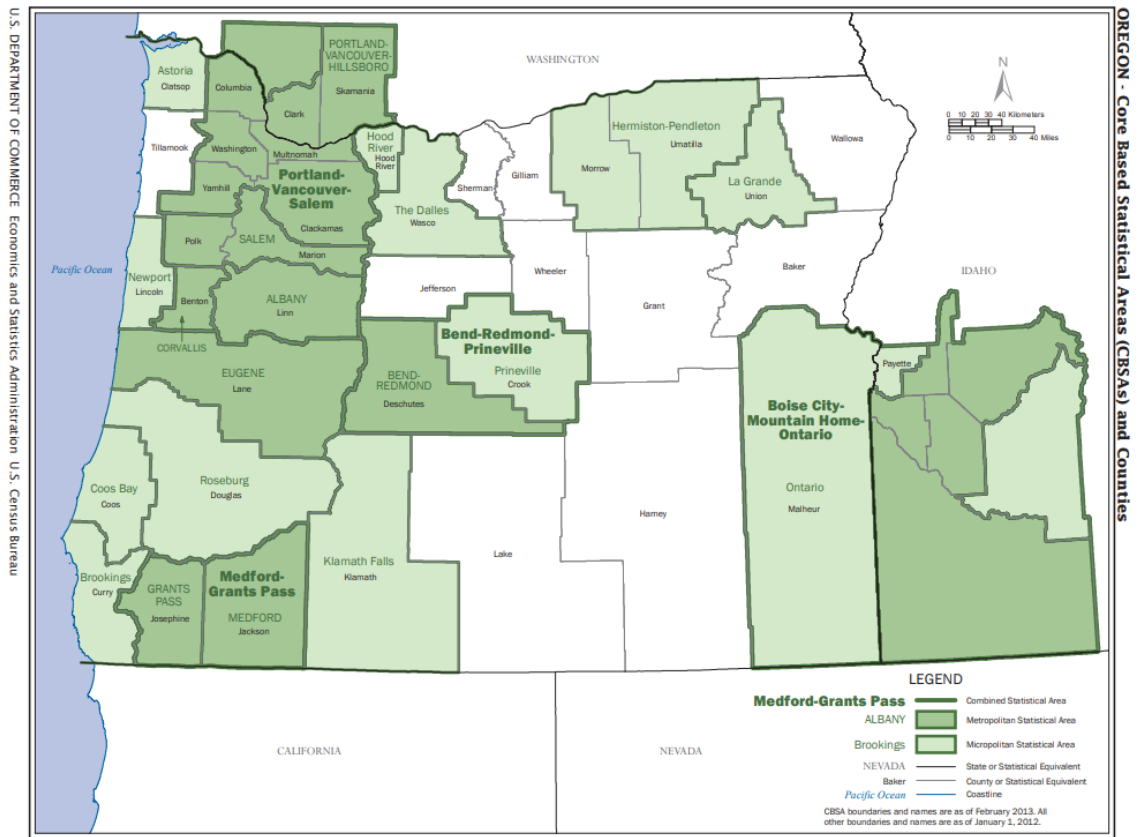 OREGON - Core Based Statistical Areas (CBSAs) and Counties
U.S. DEPARTMENT OF COMMERCE Economics and Statistics Administration U.S. Census Bureau
WASHINGTON
PORTLAND-
VANCOUVER-
HILLSBORO
Skamania
Astoria
Clatsop
Columbia
Clark
N
0 10 20 30 40 Kilometers
0 10 20 30 40 Miles
Tillamook
Washington
Multnomah
Hood
River
Hood
River
Hermiston-Pendleton
Umatilla
Morrow
Wallowa
Gilliam
Sherman
Yamhill
Portland-
Vancouver-
Salem
Clackamas
La Grande
Union
The Dalles
Wasco
Polk
SALEM
Marion
Pacific Ocean
Newport
Lincoln
Benton
CORVALLIS
ALBANY
Linn
Jefferson
Wheeler
Grant
Baker
IDAHO
Bend-Redmond-
Prineville
Prineville
Crook
BEND-
REDMOND
Deschutes
EUGENE
Lane
Payette
Boise City-
Mountain Home-
Ontario
Ontario
Malheur
Coos Bay
Coos
Roseburg
Douglas
Harney
Lake
Klamath Falls
Klamath
Brookings
Curry
GRANTS
PASS
Josephine
Medford-
Grants Pass
MEDFORD
Jackson
CALIFORNIA
NEVADA
LEGEND
Medford-Grants Pass Combined Statistical Area
ALBANY Metropolitan Statistical Area
Brookings Micropolitan Statistical Area
NEVADA State or Statistical Equivalent
Baker County or Statistical Equivalent
Pacific Ocean Coastline
CBSA boundaries and names are as of February 2013. All
other boundaries and names are as of January 1, 2012.